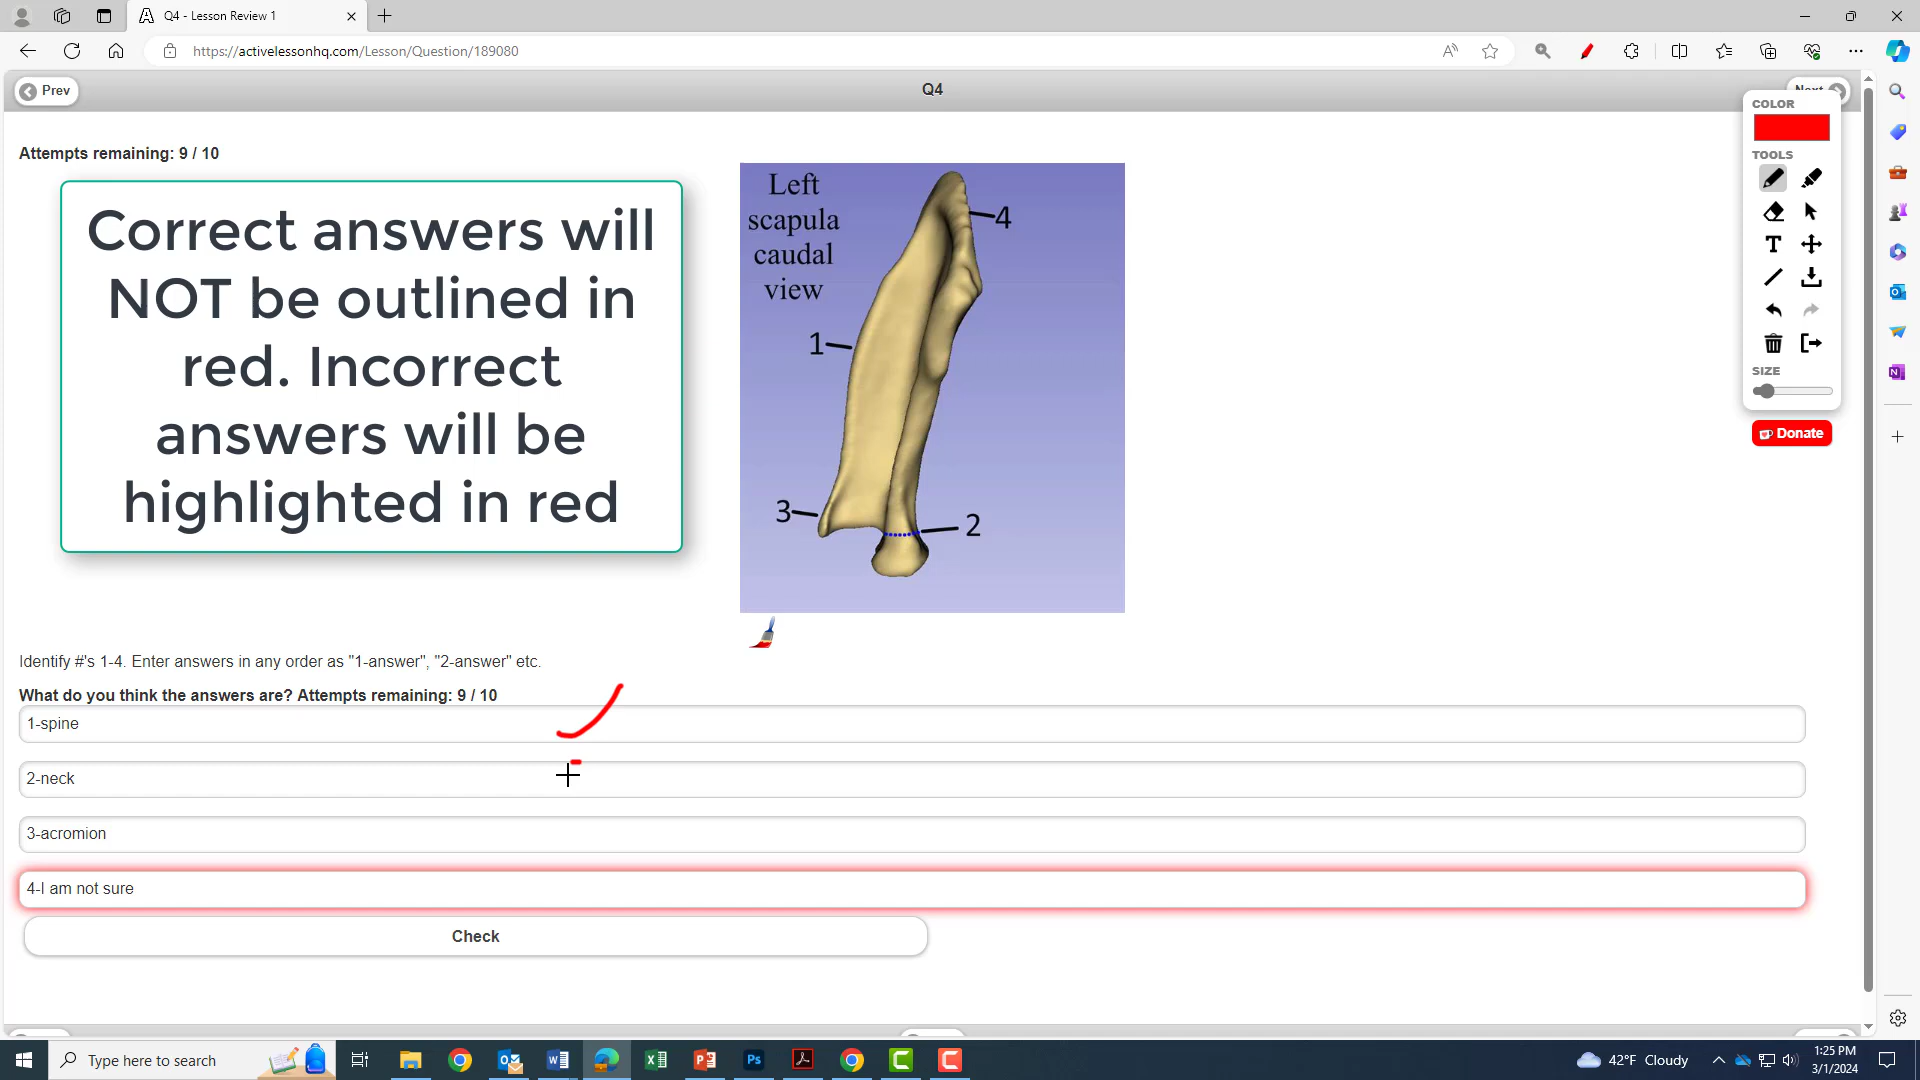 Q4 - Lesson Review 1
https://activelessonhq.com/Lesson/Question/189080
Prev
Q4
COLOR
TOOLS
SIZE
Donate
Attempts remaining: 9 / 10
Correct answers will
NOT be outlined in
red. Incorrect
answers will be
highlighted in red
Left
scapula
caudal
view
4
1
3
2
Identify #'s 1-4. Enter answers in any order as "1-answer", "2-answer" etc.
What do you think the answers are? Attempts remaining: 9 / 10
1-spine
2-neck
3-acromion
4-I am not sure
Check
Type here to search
42°F Cloudy
1:25 PM
3/1/2024